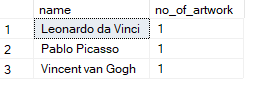 name no_of_artwork
1 Leonardo da Vinci 1
2 Pablo Picasso 1
3 Vincent van Gogh 1